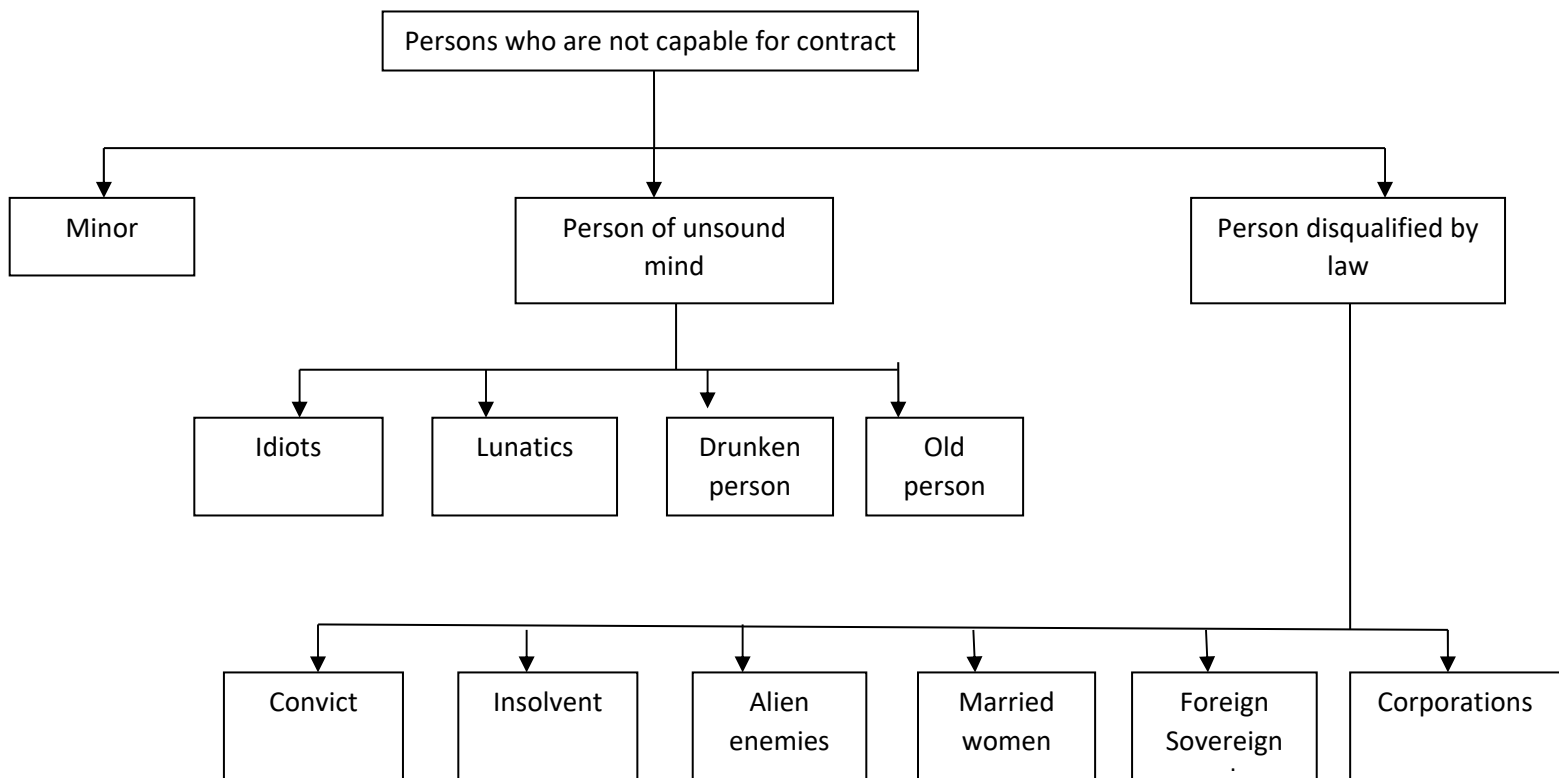 Persons who are not capable for contract
Minor
Person of unsound
mind
Person disqualified by
law
Idiots
Lunatics
Drunken
person
Old
person
Convict
Insolvent
Alien
enemies
Married
women
Foreign
Sovereign
Corporations